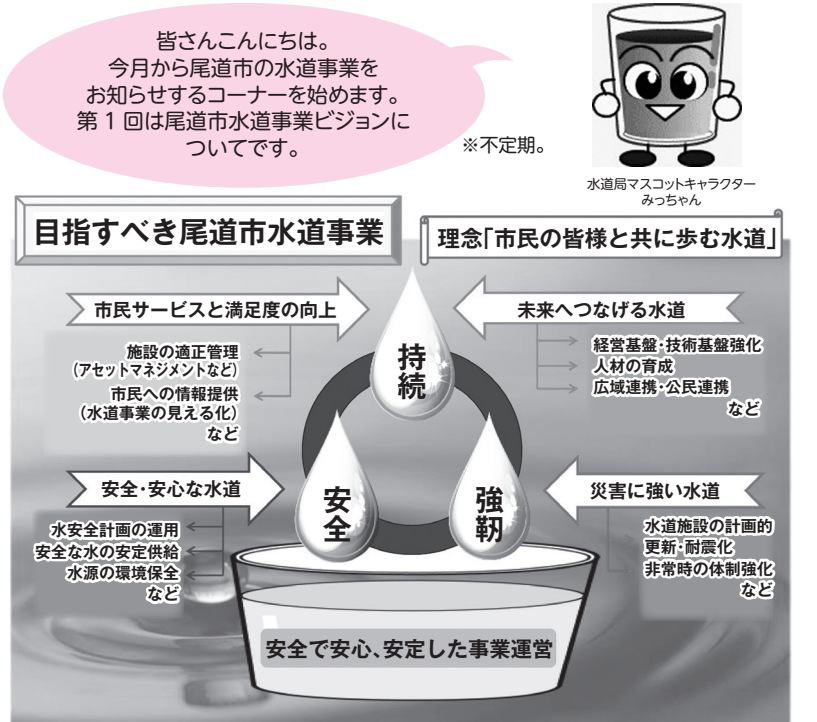 皆さんこんにちは。
今月から尾道市の水道事業を
お知らせするコーナーを始めます。
第1回は尾道市水道事業ビジョンに
ついてです。
※不定期。
水道局マスコットキャラクター
みっちゃん
目指すべき尾道市水道事業
理念「市民の皆様と共に歩む水道」
市民サービスと満足度の向上
施設の適正管理
（アセットマネジメントなど）
市民への情報提供
（水道事業の見える化）
など
未来へつなげる水道
経営基盤・技術基盤強化
人材の育成
広域連携・公民連携
など
持続
安全・安心な水道
水安全計画の運用
安全な水の安定供給
水源の環境保全
など
安全
強靭
災害に強い水道
水道施設の計画的
更新・耐震化
非常時の体制強化
など
安全で安心、安定した事業運営